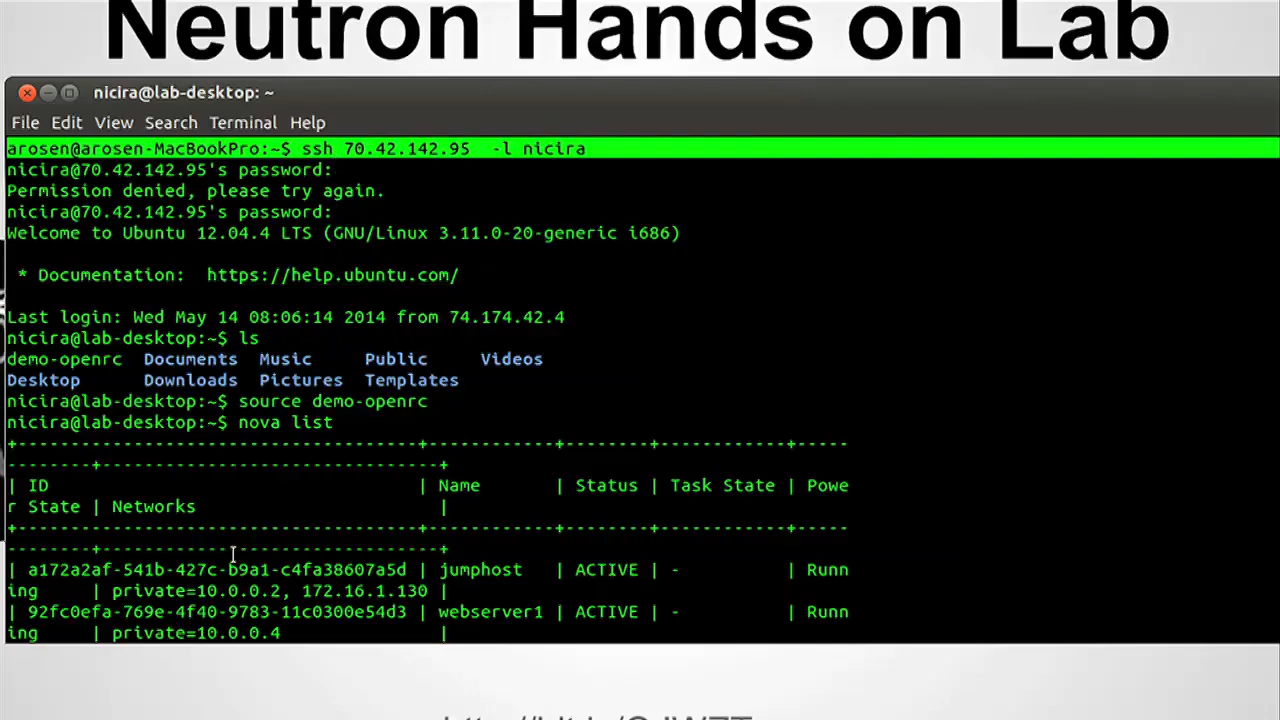 Neutron Hands on Lab
nicira@lab-desktop: ~
File Edit View Search Terminal Help
arosen@arosen-MacBookPro:~$ ssh 70.42.142.95  -l nicira
nicira@70.42.142.95's password:
Permission denied, please try again.
nicira@70.42.142.95's password:
Welcome to Ubuntu 12.04.4 LTS (GNU/Linux 3.11.0-20-generic i686)
 * Documentation:  https://help.ubuntu.com/
Last login: Wed May 14 08:06:14 2014 from 74.174.42.4
nicira@lab-desktop:~$ ls
demo-openrc  Documents  Music     Public     Videos
Desktop      Downloads  Pictures  Templates
nicira@lab-desktop:~$ source demo-openrc
nicira@lab-desktop:~$ nova list
+--------------------------------------+------------+--------+------------+-----
--------+--------------------------------+
| ID                                   | Name       | Status | Task State | Powe
r State | Networks                       |
+--------------------------------------+------------+--------+------------+-----
--------+--------------------------------+
| a172a2af-541b-427c-b9a1-c4fa38607a5d | jumphost   | ACTIVE | -          | Runn
ing     | private=10.0.0.2, 172.16.1.130 |
| 92fc0efa-769e-4f40-9783-11c0300e54d3 | webserver1 | ACTIVE | -          | Runn
ing     | private=10.0.0.4               |